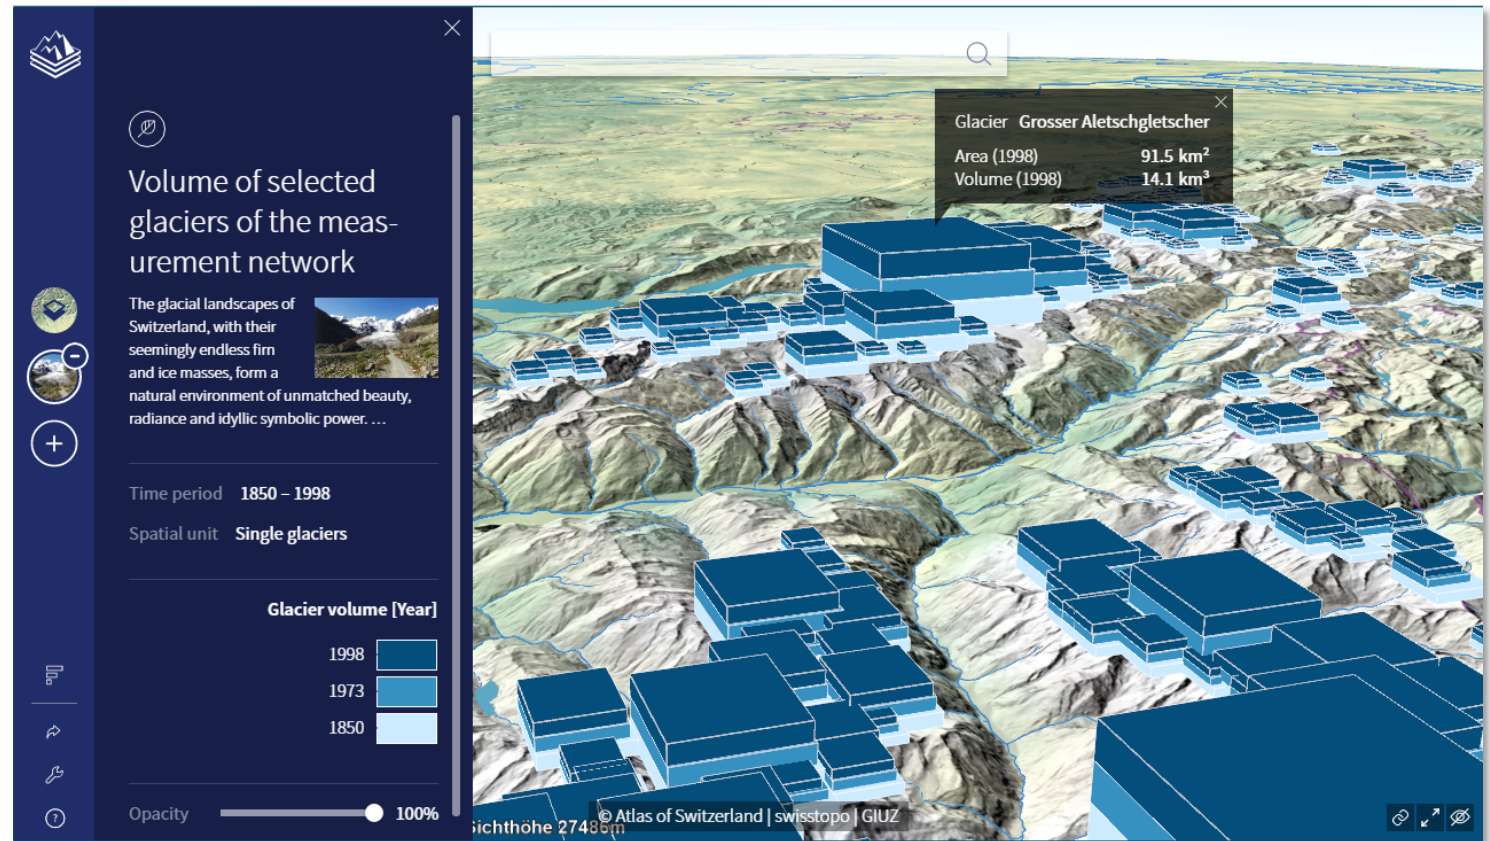 Volume of selected
glaciers of the meas-
urement network
The glacial landscapes of
Switzerland, with their
seemingly endless firn
and ice masses, form a
natural environment of unmatched beauty,
radiance and idyllic symbolic power. ...
Time period 1850 – 1998
Spatial unit Single glaciers
Glacier volume [Year]
1998
1973
1850
Opacity 100%
Glacier Grosser Aletschgletscher
Area (1998) 91.5 km²
Volume (1998) 14.1 km³
ichthöhe 27486m
© Atlas of Switzerland | swisstopo | GIUZ